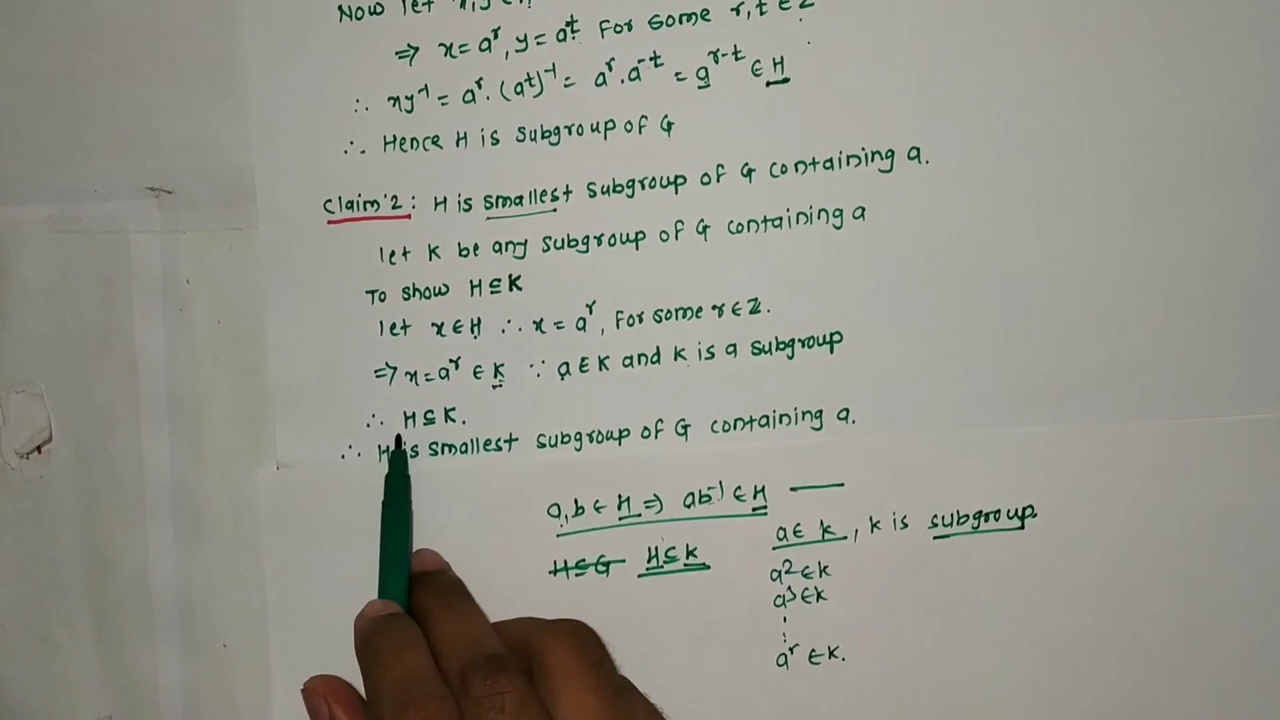 Now let x,y ∈
⇒ x = a^r, y = a^t for some r, t ∈ Z
∴ xy⁻¹ = a^r. (a^t)⁻¹ = a^r. a^-t = a^r-t ∈ H
∴ Hence H is subgroup of G
Claim 2: H is smallest subgroup of G containing a.
let K be any subgroup of G containing a
To show H ⊆ K
let x ∈ H ∴ x = a^r, for some r ∈ Z.
⇒ x = a^r ∈ K ∵ a ∈ K and K is a subgroup
∴ H ⊆ K.
∴ H is smallest subgroup of G containing a.
a, b ∈ H ⇒ ab⁻¹ ∈ H —
H ⊆ G H ⊆ K
a ∈ K, K is subgroup.
a² ∈ K
a³ ∈ K
⋮
a^r ∈ K.